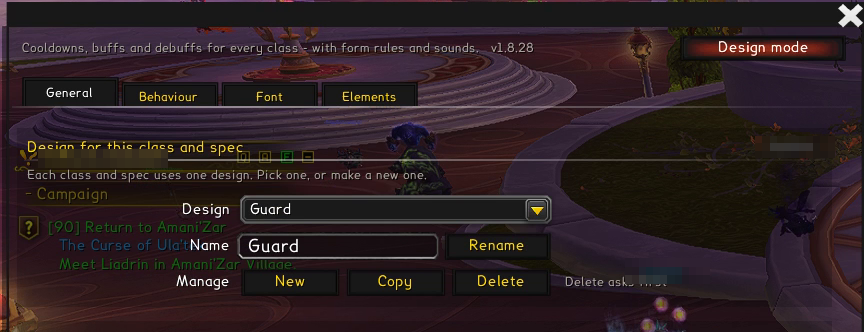 Cooldowns, buffs and debuffs for every class - with form rules and sounds. v1.8.28
Design mode
General
Behaviour
Font
Elements
Design for this class and spec
Each class and spec uses one design. Pick one, or make a new one.
- Campaign
Design
Guard
[90] Return to Amani'Zar
The Curse of Ula't
Name
Guard
Rename
Meet Liadrin in Amani'Zar Village.
Manage
New
Copy
Delete
Delete asks first